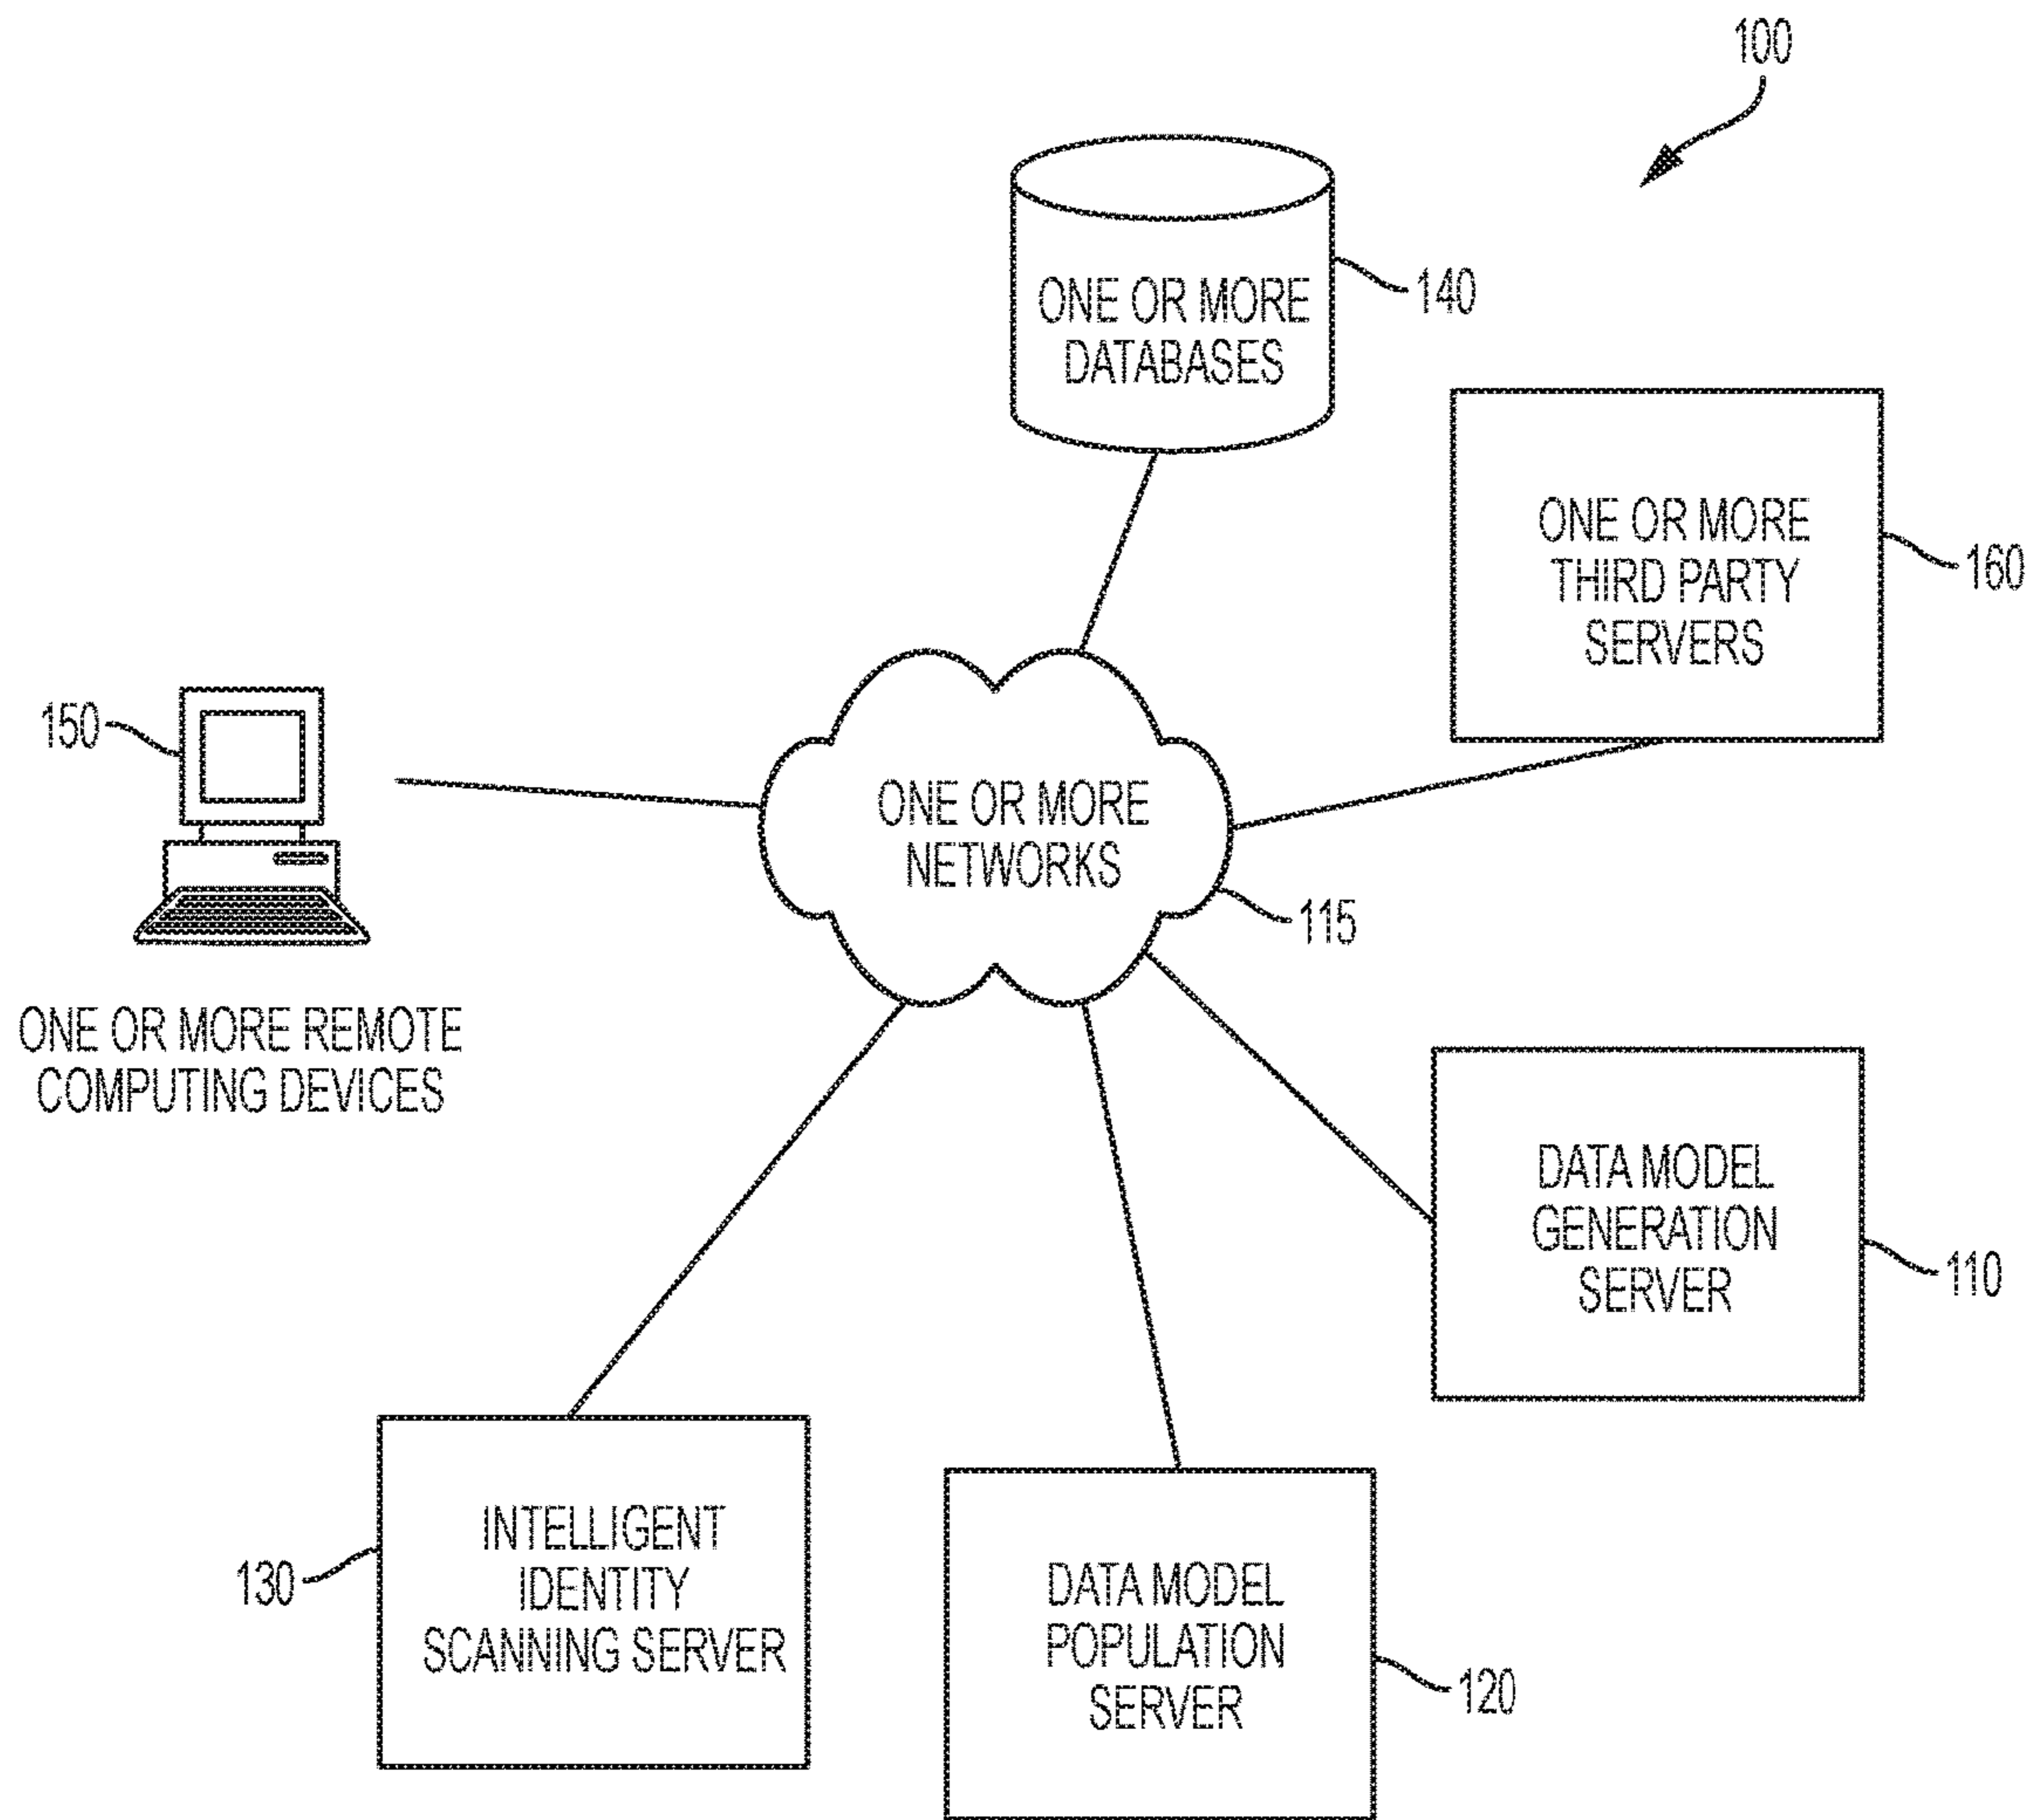 100
ONE OR MORE
DATABASES
140
ONE OR MORE
THIRD PARTY
SERVERS
160
150
ONE OR MORE
NETWORKS
115
ONE OR MORE REMOTE
COMPUTING DEVICES
DATA MODEL
GENERATION
SERVER
110
INTELLIGENT
IDENTITY
SCANNING SERVER
130
DATA MODEL
POPULATION
SERVER
120